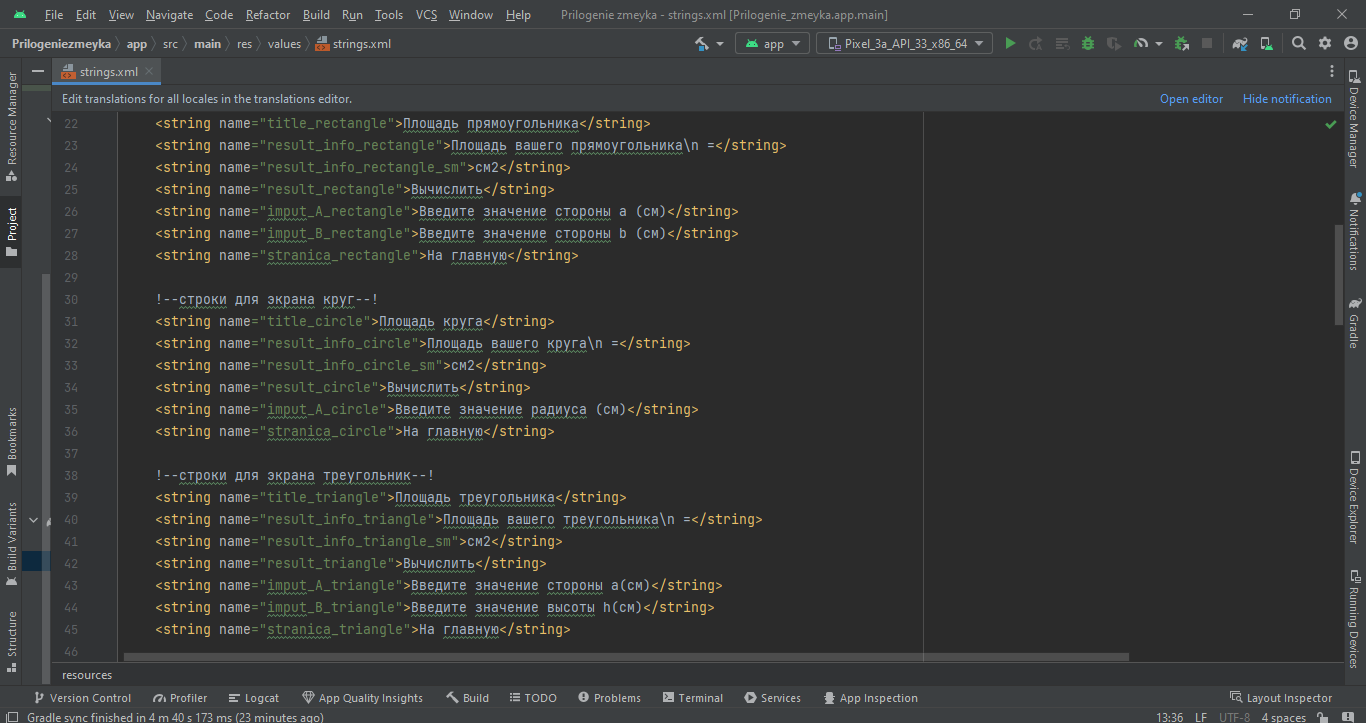 File Edit View Navigate Code Refactor Build Run Tools VCS Window Help Prilogenie zmeyka - strings.xml [Prilogenie_zmeyka.app.main]
Prilogeniezmeyka app src main res values strings.xml app Pixel_3a_API_33_x86_64
strings.xml
Edit translations for all locales in the translations editor. Open editor Hide notification
22 <string name="title_rectangle">Площадь прямоугольника</string>
23 <string name="result_info_rectangle">Площадь вашего прямоугольника\n =</string>
24 <string name="result_info_rectangle_sm">см2</string>
25 <string name="result_rectangle">Вычислить</string>
26 <string name="imput_A_rectangle">Введите значение стороны a (см)</string>
27 <string name="imput_B_rectangle">Введите значение стороны b (см)</string>
28 <string name="stranica_rectangle">На главную</string>
29
30 !--строки для экрана круг--!
31 <string name="title_circle">Площадь круга</string>
32 <string name="result_info_circle">Площадь вашего круга\n =</string>
33 <string name="result_info_circle_sm">см2</string>
34 <string name="result_circle">Вычислить</string>
35 <string name="imput_A_circle">Введите значение радиуса (см)</string>
36 <string name="stranica_circle">На главную</string>
37
38 !--строки для экрана треугольник--!
39 <string name="title_triangle">Площадь треугольника</string>
40 <string name="result_info_triangle">Площадь вашего треугольника\n =</string>
41 <string name="result_info_triangle_sm">см2</string>
42 <string name="result_triangle">Вычислить</string>
43 <string name="imput_A_triangle">Введите значение стороны a(см)</string>
44 <string name="imput_B_triangle">Введите значение высоты h(см)</string>
45 <string name="stranica_triangle">На главную</string>
46
resources
Resource Manager
Project
Bookmarks
Build Variants
Structure
Device Manager
Notifications
Gradle
Device Explorer
Running Devices
Version Control Profiler Logcat App Quality Insights Build TODO Problems Terminal Services App Inspection Layout Inspector
Gradle sync finished in 4 m 40 s 173 ms (23 minutes ago) 13:36 LF UTF-8 4 spaces